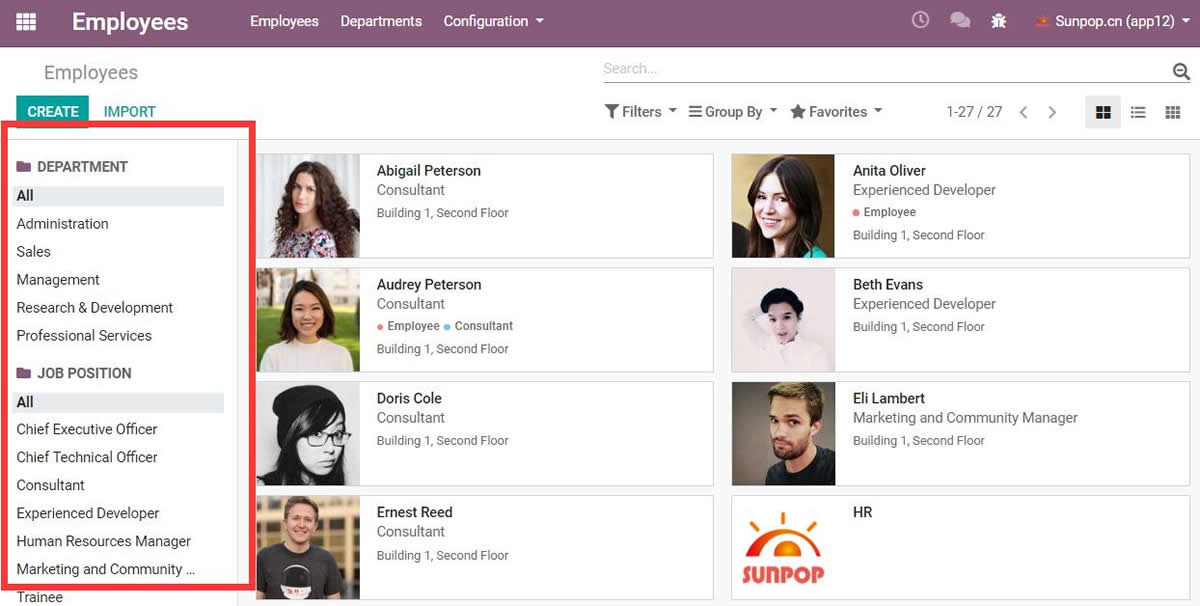 Employees
Employees Departments Configuration
Sunpop.cn (app12)
Employees
Search...
CREATE IMPORT
Filters Group By Favorites 1-27 / 27
DEPARTMENT
All
Administration
Sales
Management
Research & Development
Professional Services
JOB POSITION
All
Chief Executive Officer
Chief Technical Officer
Consultant
Experienced Developer
Human Resources Manager
Marketing and Community ...
Trainee
Abigail Peterson
Consultant
Building 1, Second Floor
Anita Oliver
Experienced Developer
Employee
Building 1, Second Floor
Audrey Peterson
Consultant
Employee Consultant
Building 1, Second Floor
Beth Evans
Experienced Developer
Building 1, Second Floor
Doris Cole
Consultant
Building 1, Second Floor
Eli Lambert
Marketing and Community Manager
Building 1, Second Floor
Ernest Reed
Consultant
Building 1, Second Floor
HR
SUNPOP